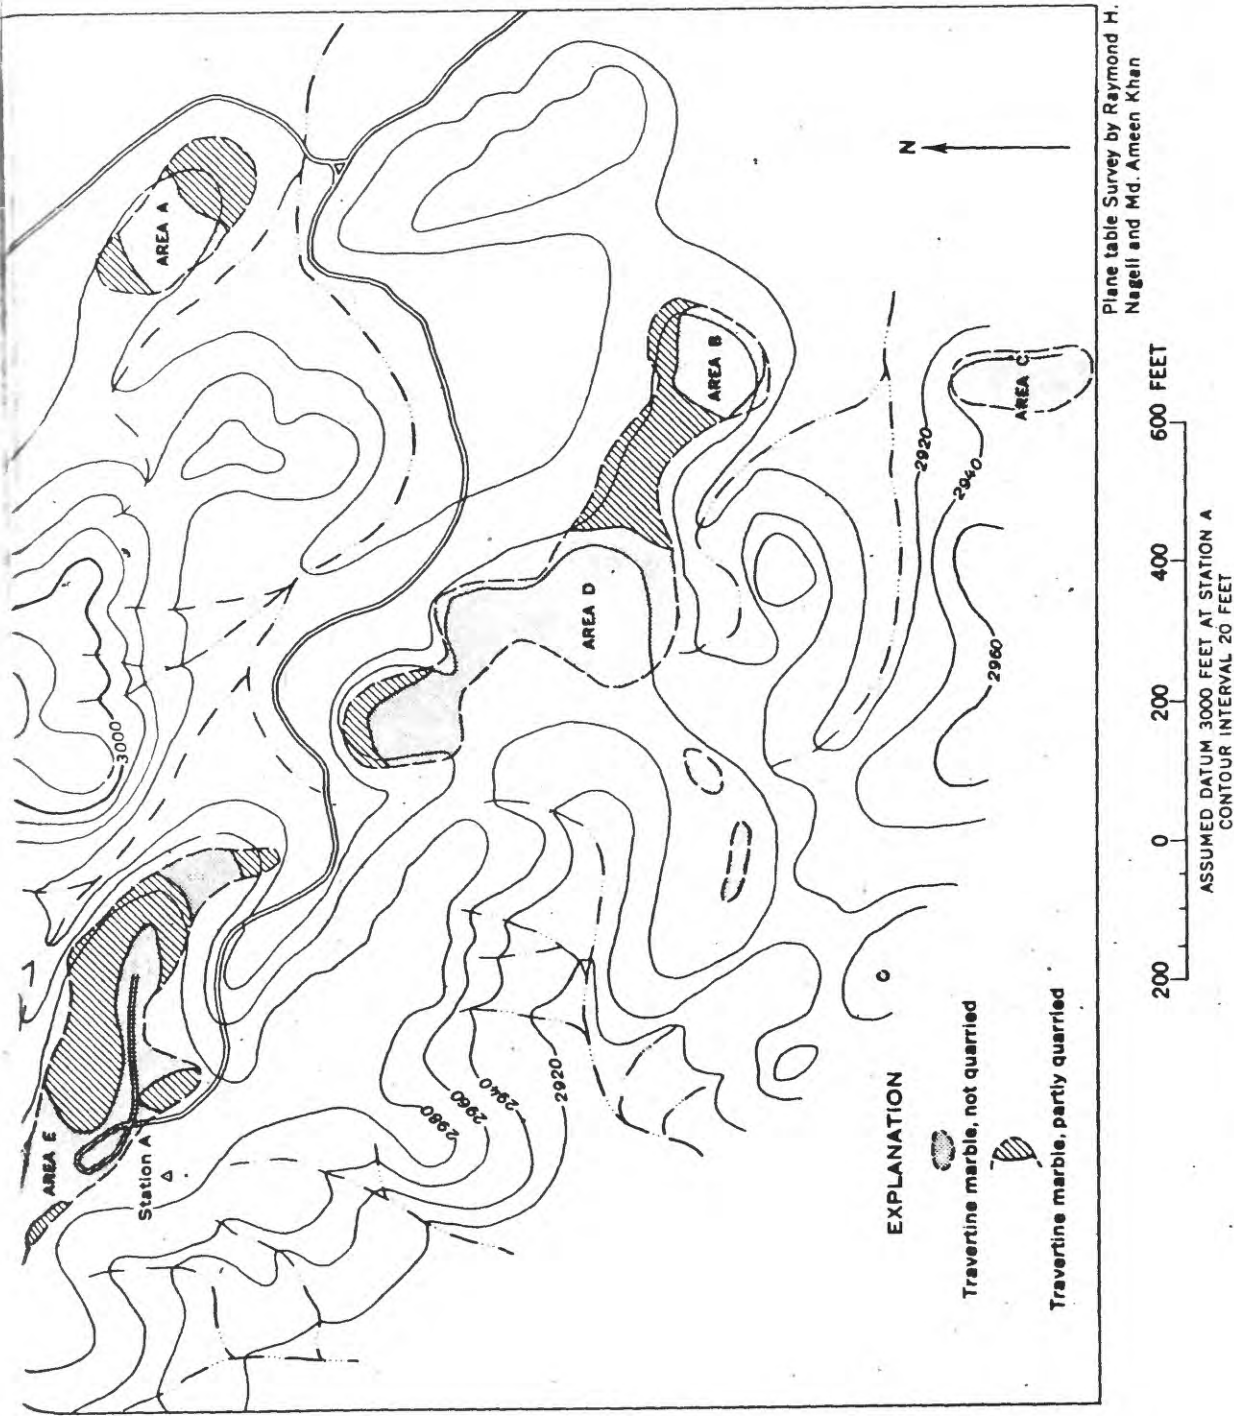 AREA A
AREA B
AREA C
AREA D
AREA E
Station A
3000
2980
2960
2940
2920
2920
2940
2960
N
EXPLANATION
Travertine marble, not quarried
Travertine marble, partly quarried
Plane table Survey by Raymond H.
Nagell and Md. Ameen Khan
200 0 200 400 600 FEET
ASSUMED DATUM 3000 FEET AT STATION A
CONTOUR INTERVAL 20 FEET